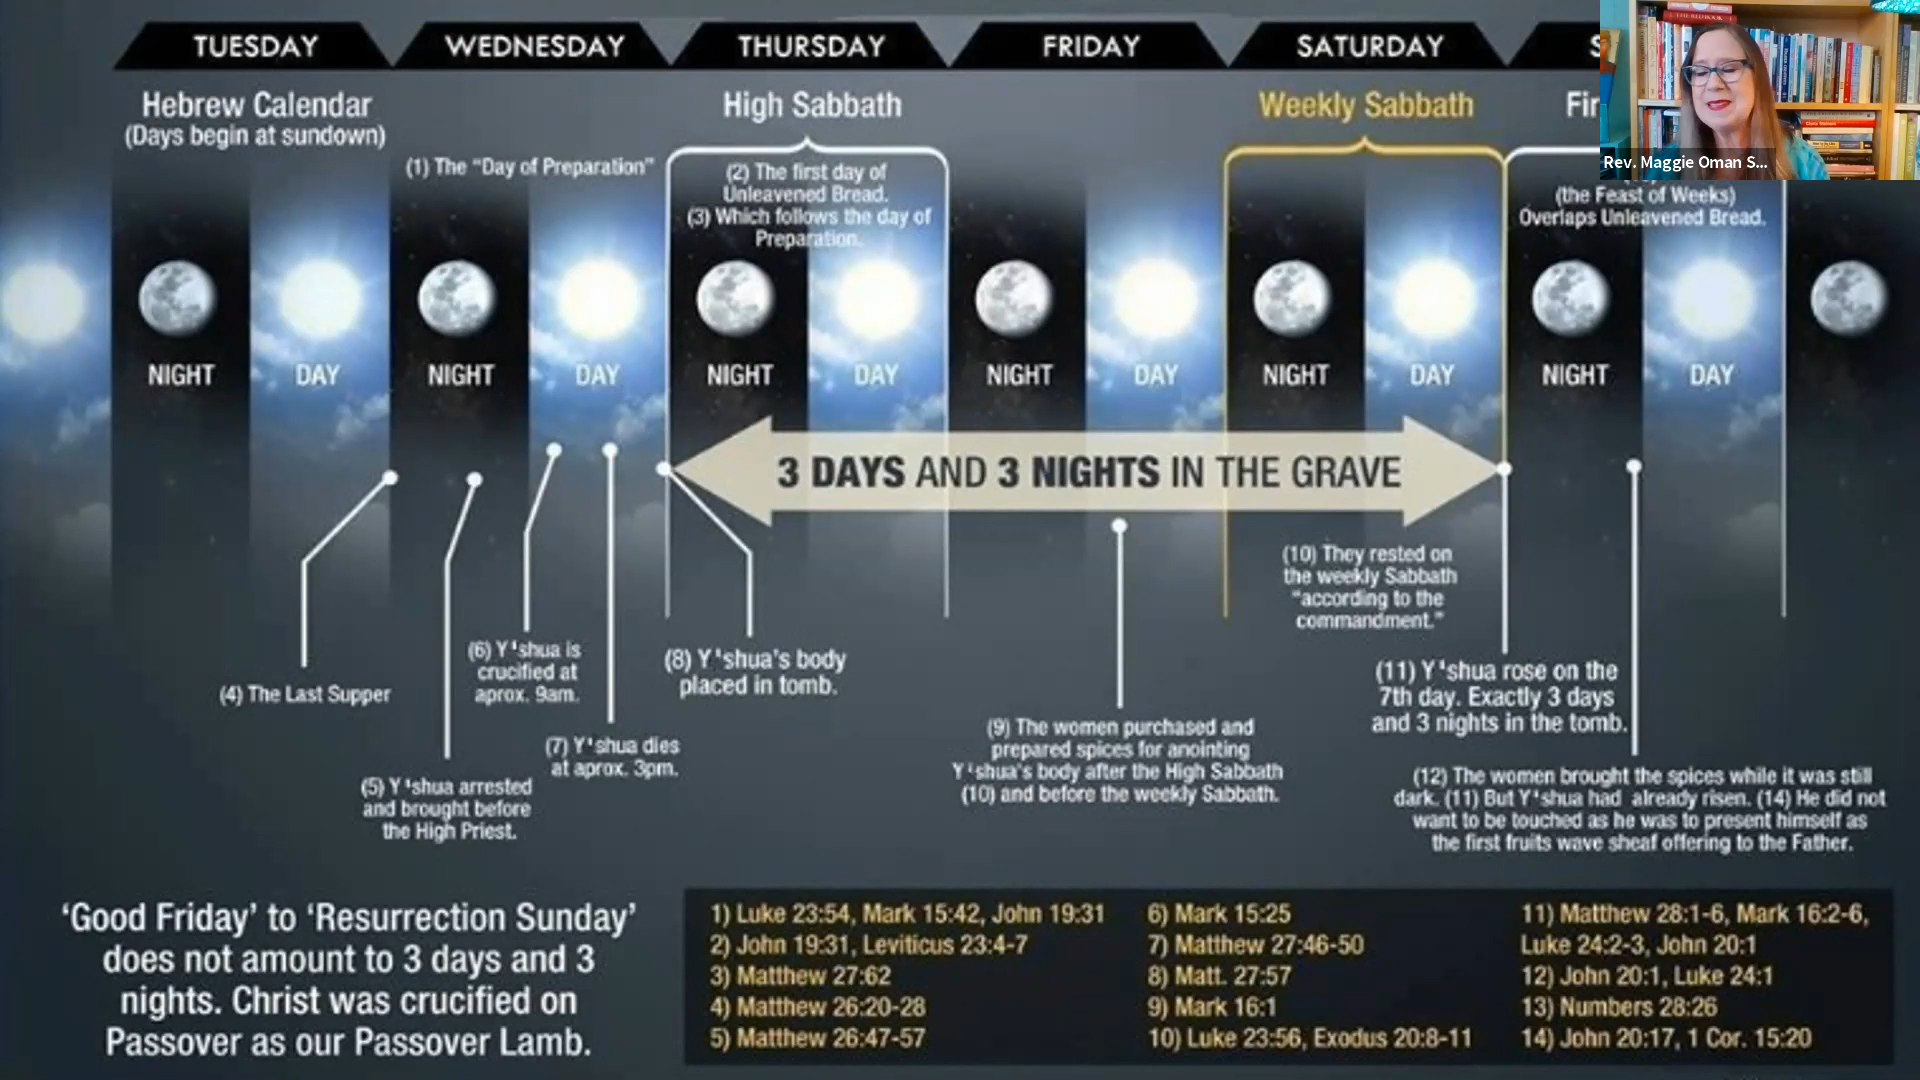 TUESDAY
WEDNESDAY
THURSDAY
FRIDAY
SATURDAY
Hebrew Calendar
(Days begin at sundown)
(1) The "Day of Preparation"
High Sabbath
(2) The first day of
Unleavened Bread.
(3) Which follows the day of
Preparation.
Weekly Sabbath
(the Feast of Weeks)
Overlaps Unleavened Bread.
Rev. Maggie Oman S...
NIGHT
DAY
NIGHT
DAY
NIGHT
DAY
NIGHT
DAY
NIGHT
DAY
NIGHT
DAY
3 DAYS AND 3 NIGHTS IN THE GRAVE
(4) The Last Supper
(5) Y'shua arrested
and brought before
the High Priest.
(6) Y'shua is
crucified at
aprox. 9am.
(7) Y'shua dies
at aprox. 3pm.
(8) Y'shua's body
placed in tomb.
(9) The women purchased and
prepared spices for anointing
Y'shua's body after the High Sabbath
(10) and before the weekly Sabbath.
(10) They rested on
the weekly Sabbath
"according to the
commandment."
(11) Y'shua rose on the
7th day. Exactly 3 days
and 3 nights in the tomb.
(12) The women brought the spices while it was still
dark. (11) But Y'shua had already risen. (14) He did not
want to be touched as he was to present himself as
the first fruits wave sheaf offering to the Father.
'Good Friday' to 'Resurrection Sunday'
does not amount to 3 days and 3
nights. Christ was crucified on
Passover as our Passover Lamb.
1) Luke 23:54, Mark 15:42, John 19:31
2) John 19:31, Leviticus 23:4-7
3) Matthew 27:62
4) Matthew 26:20-28
5) Matthew 26:47-57
6) Mark 15:25
7) Matthew 27:46-50
8) Matt. 27:57
9) Mark 16:1
10) Luke 23:56, Exodus 20:8-11
11) Matthew 28:1-6, Mark 16:2-6,
Luke 24:2-3, John 20:1
12) John 20:1, Luke 24:1
13) Numbers 28:26
14) John 20:17, 1 Cor. 15:20